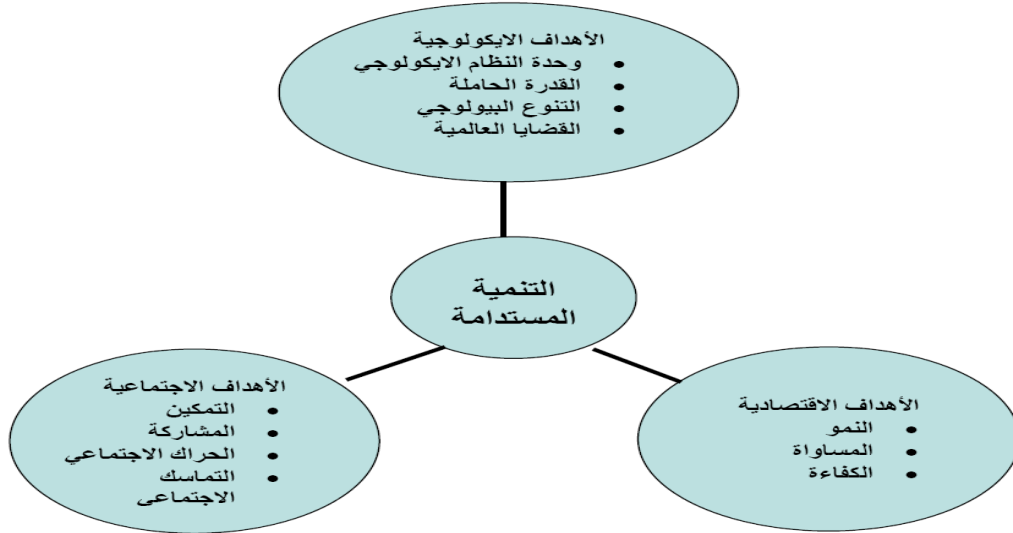 الأهداف الايكولوجية
• وحدة النظام الايكولوجي
• القدرة الحاملة
• التنوع البيولوجي
• القضايا العالمية
التنمية
المستدامة
الأهداف الاقتصادية
• النمو
• المساواة
• الكفاءة
الأهداف الاجتماعية
• التمكين
• المشاركة
• الحراك الاجتماعي
• التماسك
الاجتماعى